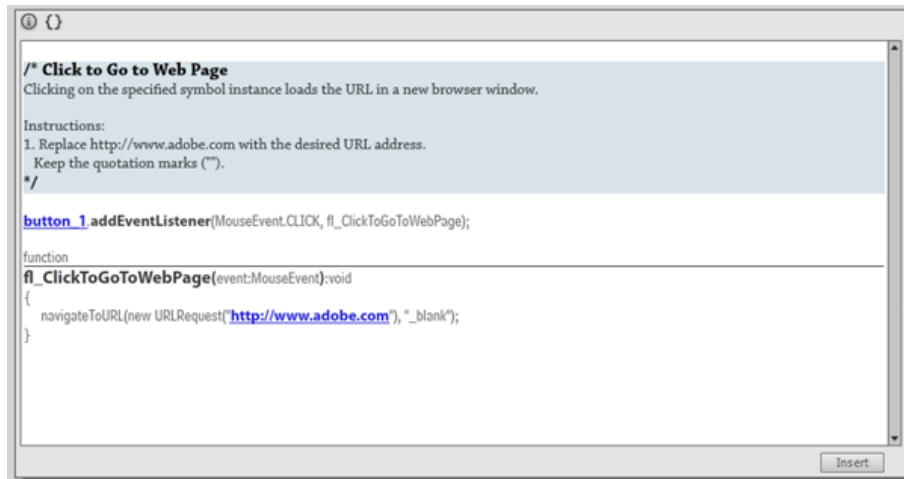 /* Click to Go to Web Page
Clicking on the specified symbol instance loads the URL in a new browser window.
Instructions:
1. Replace http://www.adobe.com with the desired URL address.
Keep the quotation marks ("").
*/
button_1.addEventListener(MouseEvent.CLICK, fl_ClickToGoToWebPage);
function
fl_ClickToGoToWebPage(event:MouseEvent):void
{
navigateToURL(new URLRequest("http://www.adobe.com"), "_blank");
}
Insert